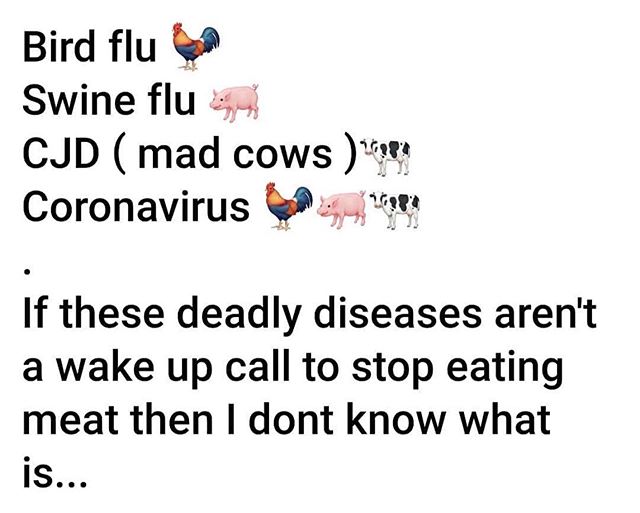 Bird flu 🐓
Swine flu 🐖
CJD ( mad cows )🐄
Coronavirus 🐓🐖🐄
.
If these deadly diseases aren't
a wake up call to stop eating
meat then I dont know what
is...